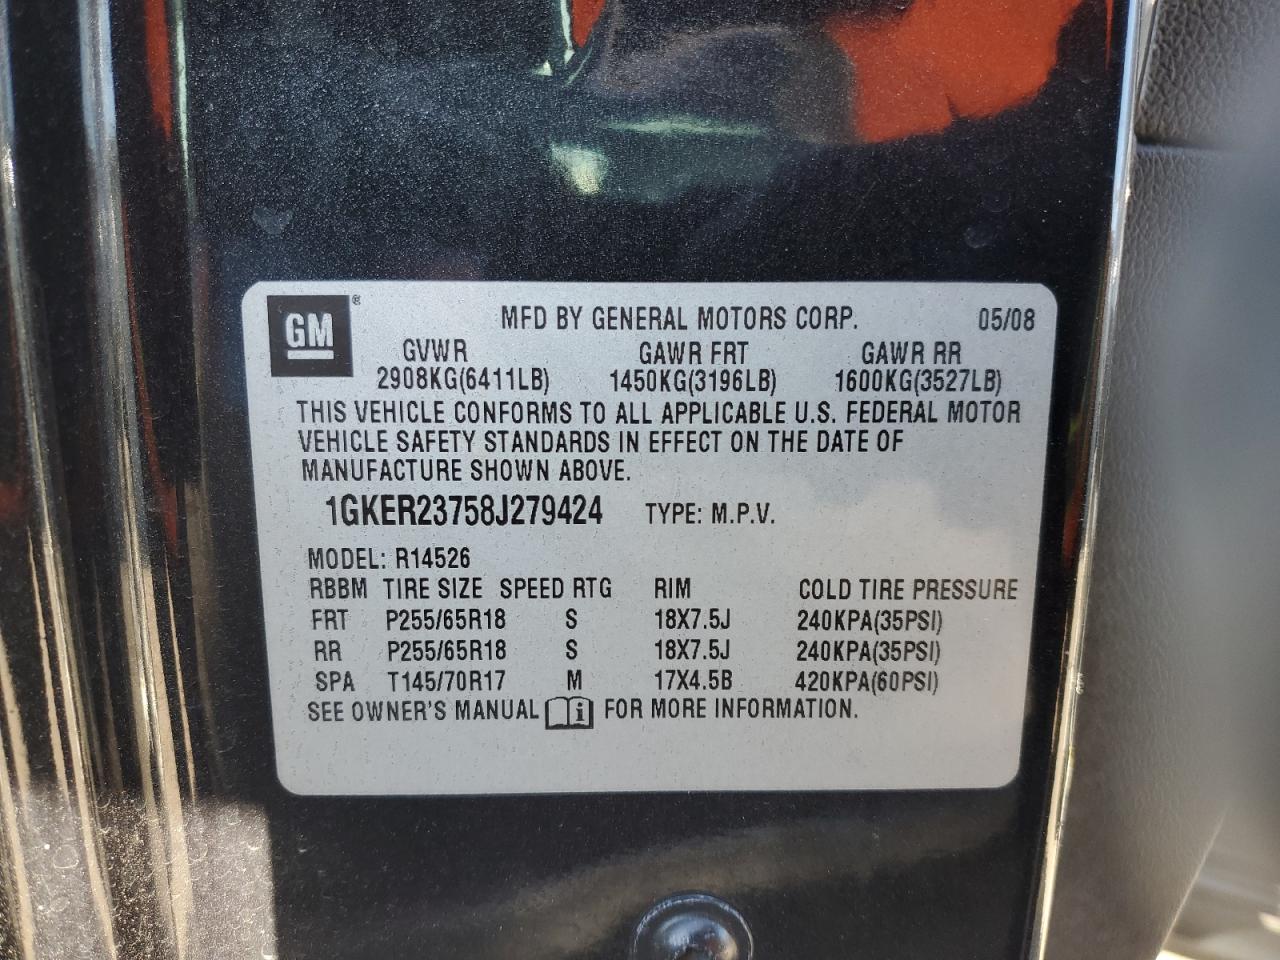 GM ® MFD BY GENERAL MOTORS CORP. 05/08
GVWR GAWR FRT GAWR RR
2908KG(6411LB) 1450KG(3196LB) 1600KG(3527LB)
THIS VEHICLE CONFORMS TO ALL APPLICABLE U.S. FEDERAL MOTOR
VEHICLE SAFETY STANDARDS IN EFFECT ON THE DATE OF
MANUFACTURE SHOWN ABOVE.
1GKER23758J279424 TYPE: M.P.V.
MODEL: R14526
RBBM TIRE SIZE SPEED RTG RIM COLD TIRE PRESSURE
FRT P255/65R18 S 18X7.5J 240KPA(35PSI)
RR P255/65R18 S 18X7.5J 240KPA(35PSI)
SPA T145/70R17 M 17X4.5B 420KPA(60PSI)
SEE OWNER'S MANUAL i FOR MORE INFORMATION.